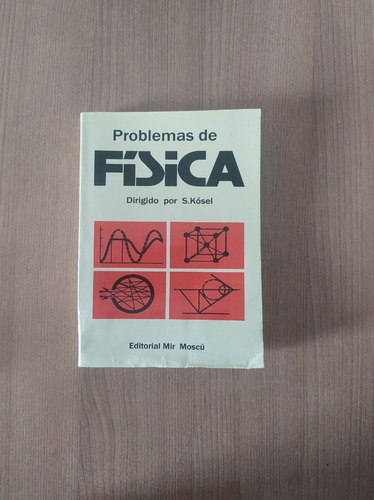 Problemas de
FÍSICA
Dirigido por S.Kósel
Editorial Mir Moscú